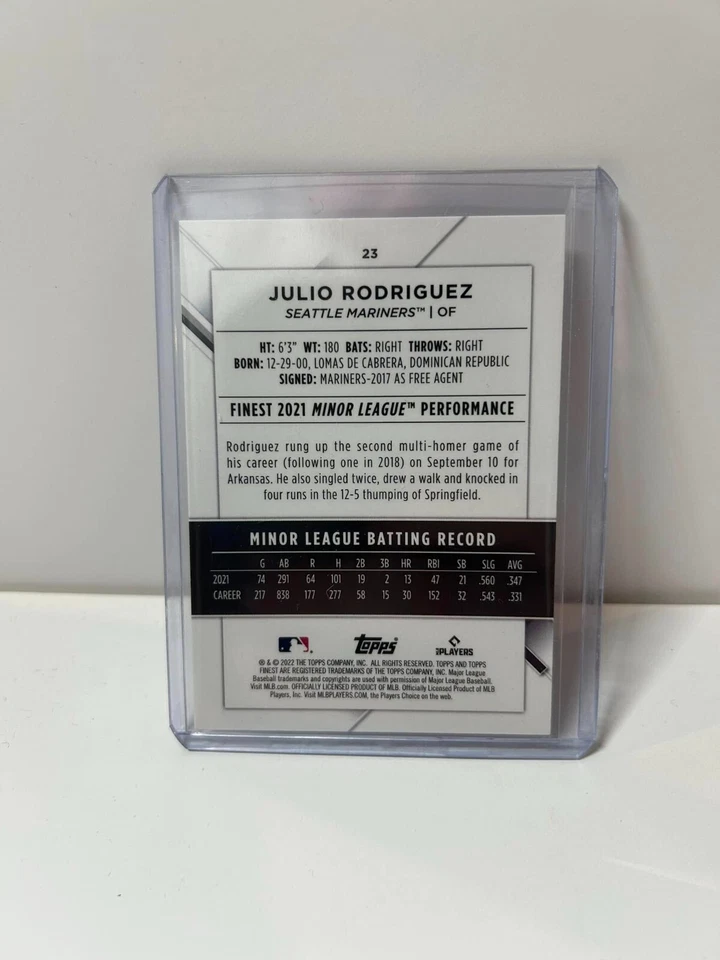 23
JULIO RODRIGUEZ
SEATTLE MARINERS™ | OF
HT: 6'3" WT: 180 BATS: RIGHT THROWS: RIGHT
BORN: 12-29-00, LOMAS DE CABRERA, DOMINICAN REPUBLIC
SIGNED: MARINERS-2017 AS FREE AGENT
FINEST 2021 MINOR LEAGUE™ PERFORMANCE
Rodriguez rung up the second multi-homer game of
his career (following one in 2018) on September 10 for
Arkansas. He also singled twice, drew a walk and knocked in
four runs in the 12-5 thumping of Springfield.
MINOR LEAGUE BATTING RECORD
G AB R H 2B 3B HR RBI SB SLG AVG
2021 74 291 64 101 19 2 13 47 21 .560 .347
CAREER 217 838 177 277 58 15 30 152 32 .543 .331
Topps
PLAYERS
® & © 2022 THE TOPPS COMPANY, INC. ALL RIGHTS RESERVED. TOPPS AND TOPPS
FINEST ARE REGISTERED TRADEMARKS OF THE TOPPS COMPANY, INC. Major League
Baseball trademarks and copyrights are used with permission of Major League Baseball.
Visit MLB.com. OFFICIALLY LICENSED PRODUCT OF MLB. Officially Licensed Product of MLB
Players, Inc. Visit MLBPLAYERS.COM, the Players Choice on the web.